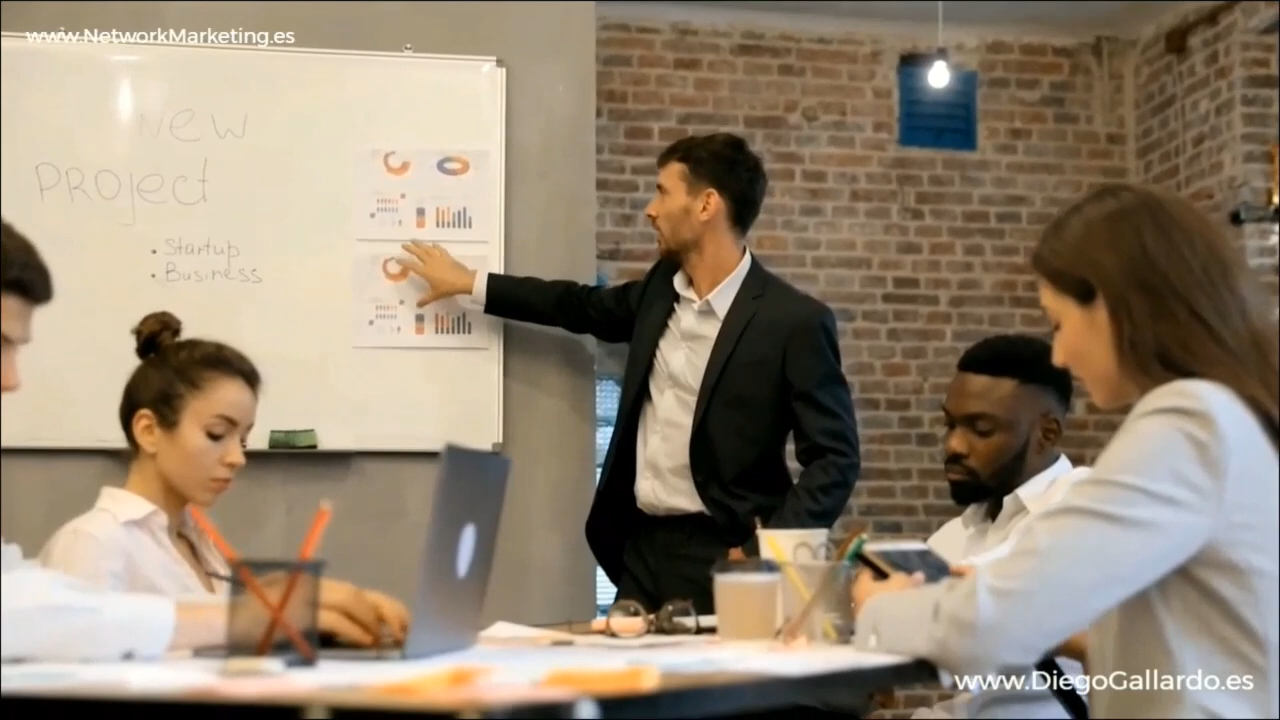 www.NetworkMarketing.es
New
PROJect
• Startup
• Business
www.DiegoGallardo.es